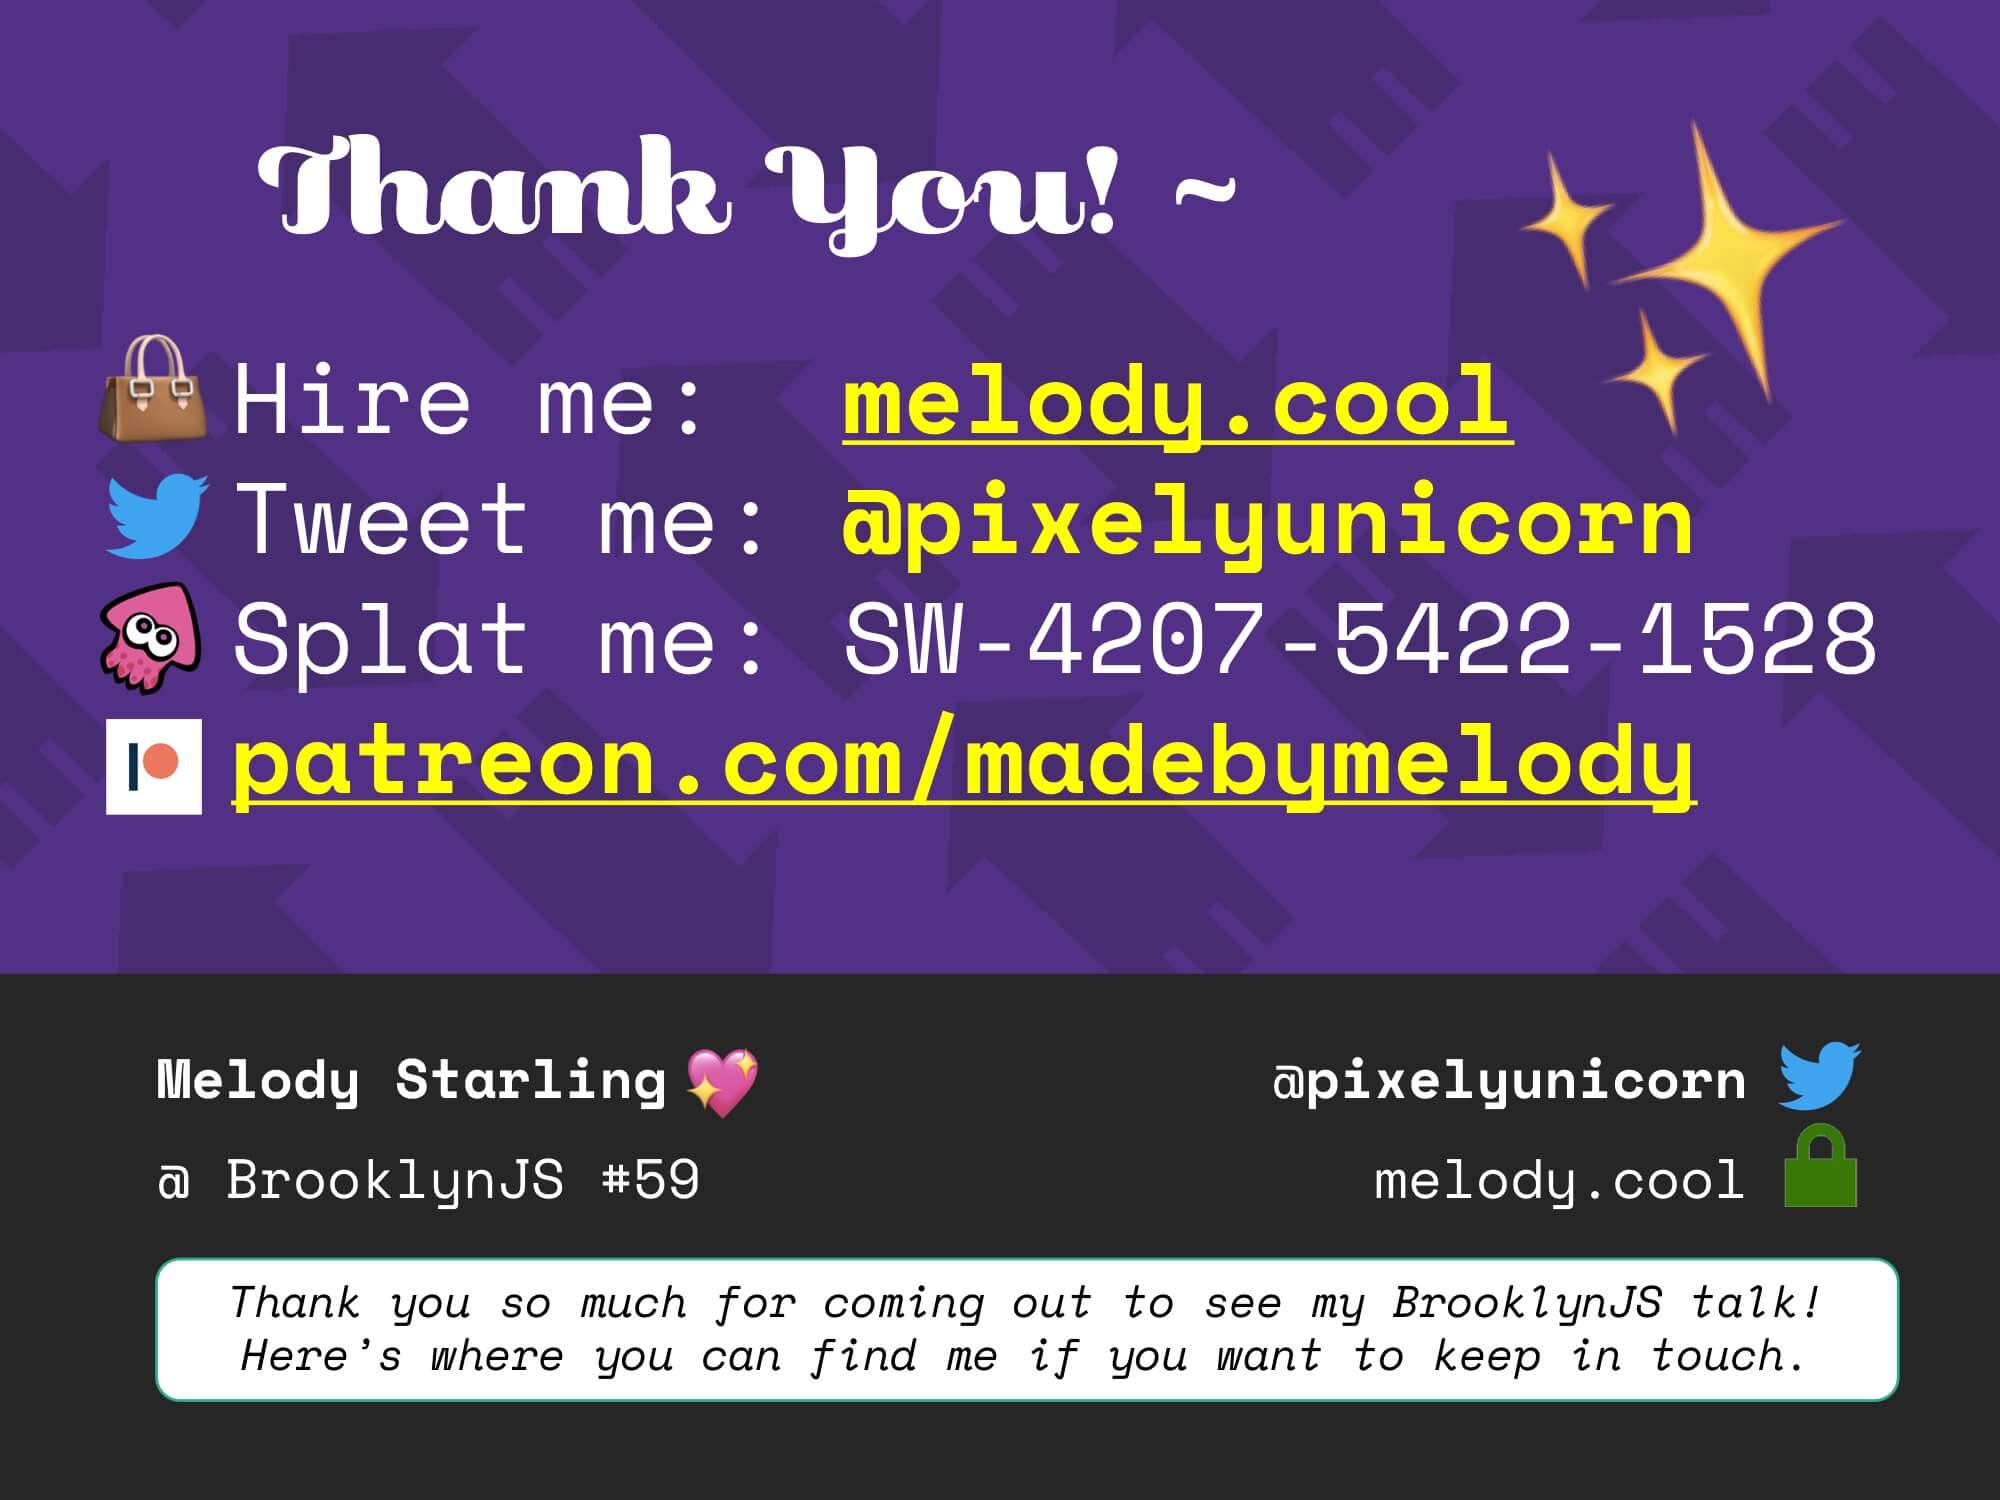 Thank You! ~
Hire me: melody.cool
Tweet me: @pixelyunicorn
Splat me: SW-4207-5422-1528
patreon.com/madebymelody
Melody Starling
@ BrooklynJS #59
@pixelyunicorn
melody.cool
Thank you so much for coming out to see my BrooklynJS talk!
Here’s where you can find me if you want to keep in touch.